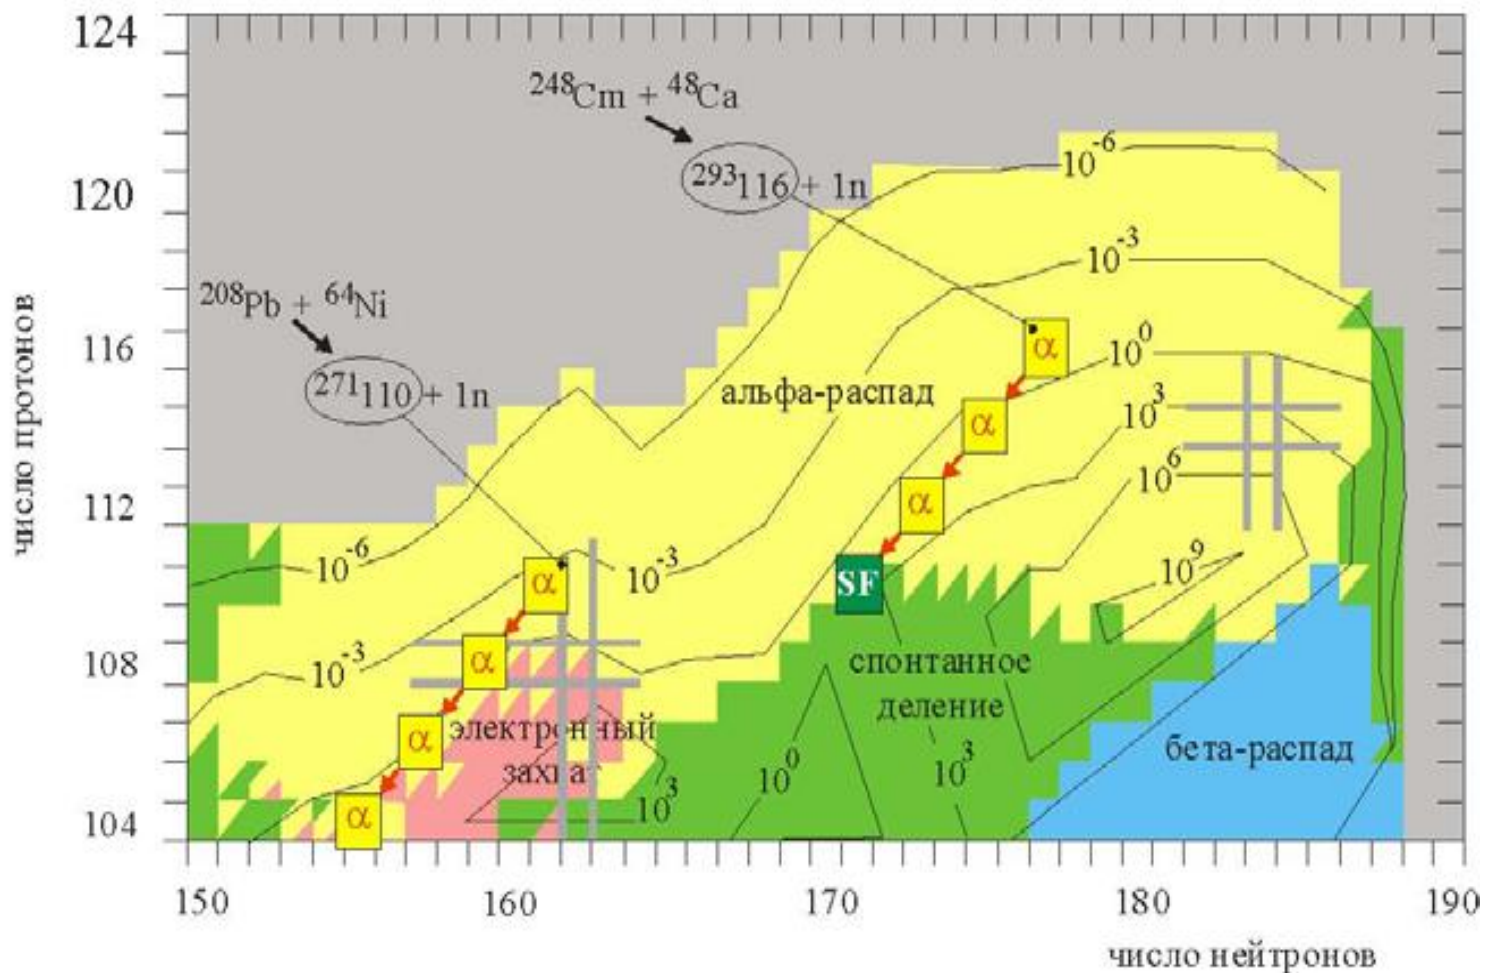 124
120
116
112
108
104
число протонов
²⁴⁸Cm + ⁴⁸Ca
²⁹³116 + 1n
²⁰⁸Pb + ⁶⁴Ni
²⁷¹110 + 1n
10⁻⁶
10⁻³
10⁰
10³
10⁶
10⁹
альфа-распад
α
α
α
SF
10⁻⁶
10⁻³
10⁻³
α
α
α
α
электронный
захват
10³
спонтанное
деление
10⁰
10³
бета-распад
150
160
170
180
190
число нейтронов